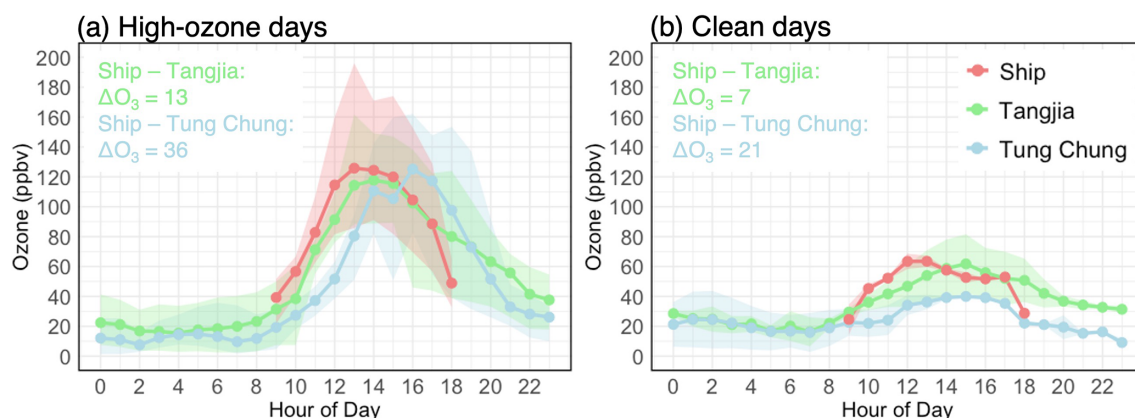 (a) High-ozone days
Ship – Tangjia:
ΔO₃ = 13
Ship – Tung Chung:
ΔO₃ = 36
Ozone (ppbv)
200
180
160
140
120
100
80
60
40
20
0
0 2 4 6 8 10 12 14 16 18 20 22
Hour of Day
(b) Clean days
Ship – Tangjia:
ΔO₃ = 7
Ship – Tung Chung:
ΔO₃ = 21
Ship
Tangjia
Tung Chung
Ozone (ppbv)
200
180
160
140
120
100
80
60
40
20
0
0 2 4 6 8 10 12 14 16 18 20 22
Hour of Day